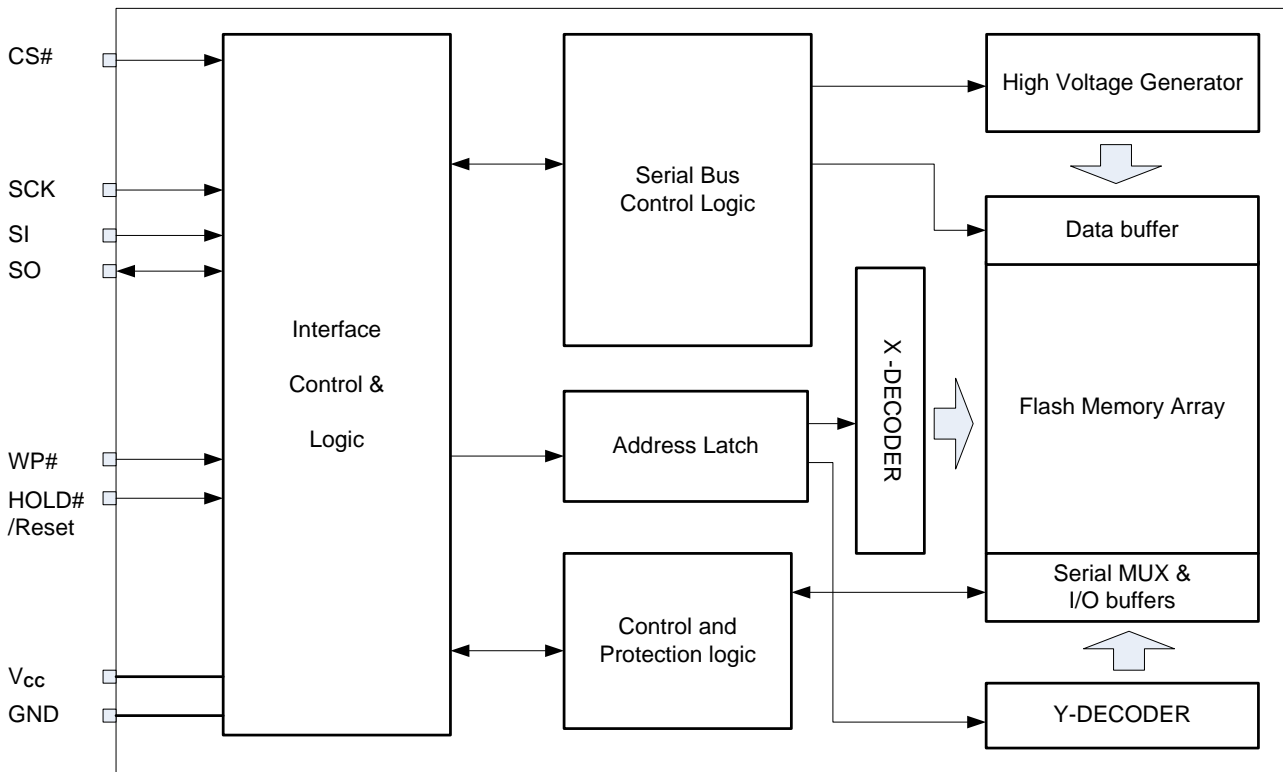 CS#
SCK
SI
SO
WP#
HOLD#
/Reset
Vcc
GND
Interface
Control &
Logic
Serial Bus
Control Logic
Address Latch
Control and
Protection logic
X -DECODER
High Voltage Generator
Data buffer
Flash Memory Array
Serial MUX &
I/O buffers
Y-DECODER